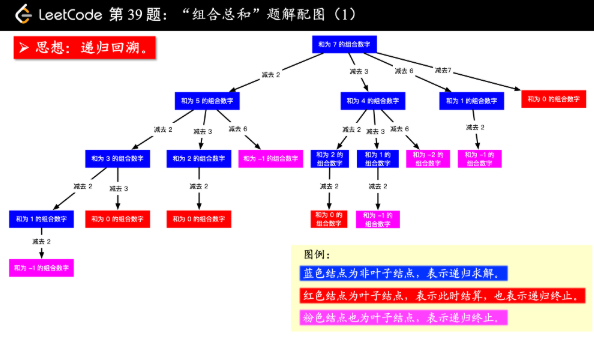 LeetCode 第 39 题：“组合总和”题解配图（1）
➢ 思想：递归回溯。
和为 7 的组合数字
减去 2
减去 3
减去 6
减去7
和为 5 的组合数字
和为 4 的组合数字
和为 1 的组合数字
和为 0 的组合数字
减去 2
减去 3
减去 6
减去 2
减去 3
减去 6
减去 2
和为 3 的组合数字
和为 2 的组合数字
和为 -1 的组合数字
和为 2 的
组合数字
和为 1 的
组合数字
和为 -2 的
组合数字
和为 -1 的
组合数字
减去 2
减去 3
减去 2
减去 2
减去 2
和为 1 的组合数字
和为 0 的组合数字
和为 0 的组合数字
和为 0 的
组合数字
和为 -1 的
组合数字
减去 2
和为 -1 的组合数字
图例：
蓝色结点为非叶子结点，表示递归求解。
红色结点为叶子结点，表示此时结算，也表示递归终止。
粉色结点也为叶子结点，表示递归终止。